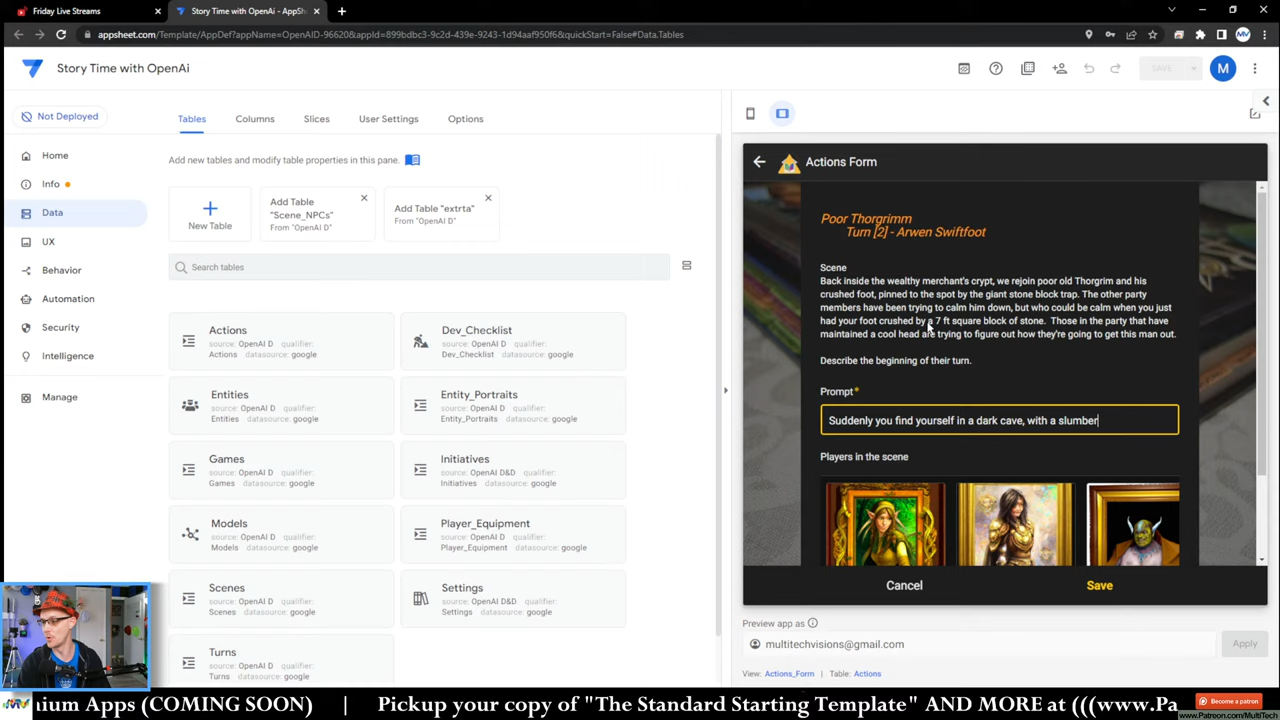 Friday Live Streams
Story Time with OpenAi - AppSh
appsheet.com/Template/AppDef?appName=OpenAID-96620&appId=899bdbc3-9c2d-439e-9243-1d94aaf950f6&quickStart=False#Data.Tables
Story Time with OpenAi
SAVE
M
Not Deployed
Home
Info
Data
UX
Behavior
Automation
Security
Intelligence
Manage
Tables
Columns
Slices
User Settings
Options
Add new tables and modify table properties in this pane.
New Table
Add Table
"Scene_NPCs"
From "OpenAI D"
Add Table "extrta"
From "OpenAI D"
Search tables
Actions
source: OpenAI D qualifier:
Actions datasource: google
Dev_Checklist
source: OpenAI D qualifier:
Dev_Checklist datasource: google
Entities
source: OpenAI D qualifier:
Entities datasource: google
Entity_Portraits
source: OpenAI D qualifier:
Entity_Portraits datasource: google
Games
source: OpenAI D qualifier:
Games datasource: google
Initiatives
source: OpenAI D&D qualifier:
Initiatives datasource: google
Models
source: OpenAI D qualifier:
Models datasource: google
Player_Equipment
source: OpenAI D qualifier:
Player_Equipment datasource: google
Scenes
source: OpenAI D qualifier:
Scenes datasource: google
Settings
source: OpenAI D&D qualifier:
Settings datasource: google
Turns
source: OpenAI D qualifier:
Turns datasource: google
Actions Form
Poor Thorgrimm
Turn [2] - Arwen Swiftfoot
Scene
Back inside the wealthy merchant's crypt, we rejoin poor old Thorgrim and his
crushed foot, pinned to the spot by the giant stone block trap. The other party
members have been trying to calm him down, but who could be calm when you just
had your foot crushed by a 7 ft square block of stone. Those in the party that have
maintained a cool head are trying to figure out how they're going to get this man out.
Describe the beginning of their turn.
Prompt*
Suddenly you find yourself in a dark cave, with a slumber
Players in the scene
Cancel
Save
Preview app as
multitechvisions@gmail.com
Apply
View: Actions_Form | Table: Actions
nium Apps (COMING SOON) | Pickup your copy of "The Standard Starting Template" AND MORE at (((www.Pa
Become a patron
www.Patreon.com/MultiTech